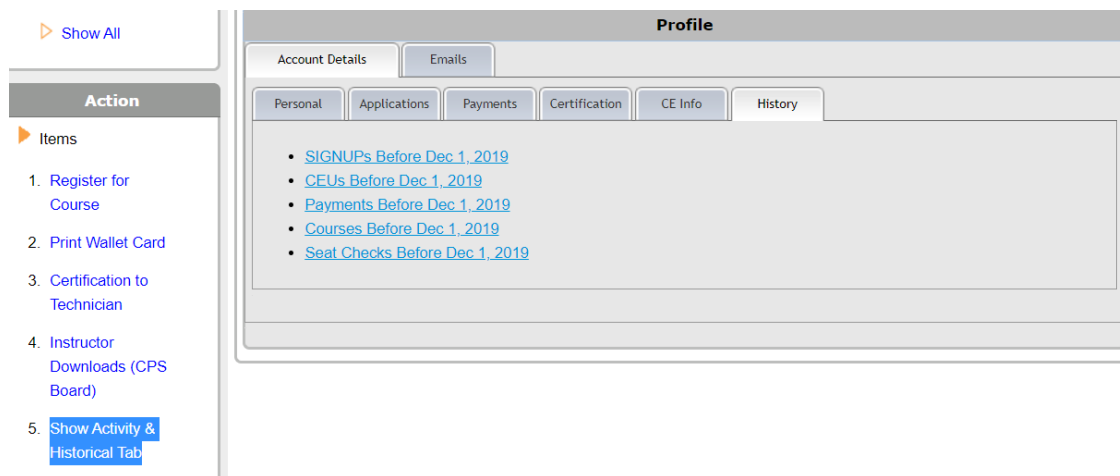 Show All
Action
Items
1. Register for
Course
2. Print Wallet Card
3. Certification to
Technician
4. Instructor
Downloads (CPS
Board)
5. Show Activity &
Historical Tab
Profile
Account Details Emails
Personal Applications Payments Certification CE Info History
• SIGNUPs Before Dec 1, 2019
• CEUs Before Dec 1, 2019
• Payments Before Dec 1, 2019
• Courses Before Dec 1, 2019
• Seat Checks Before Dec 1, 2019